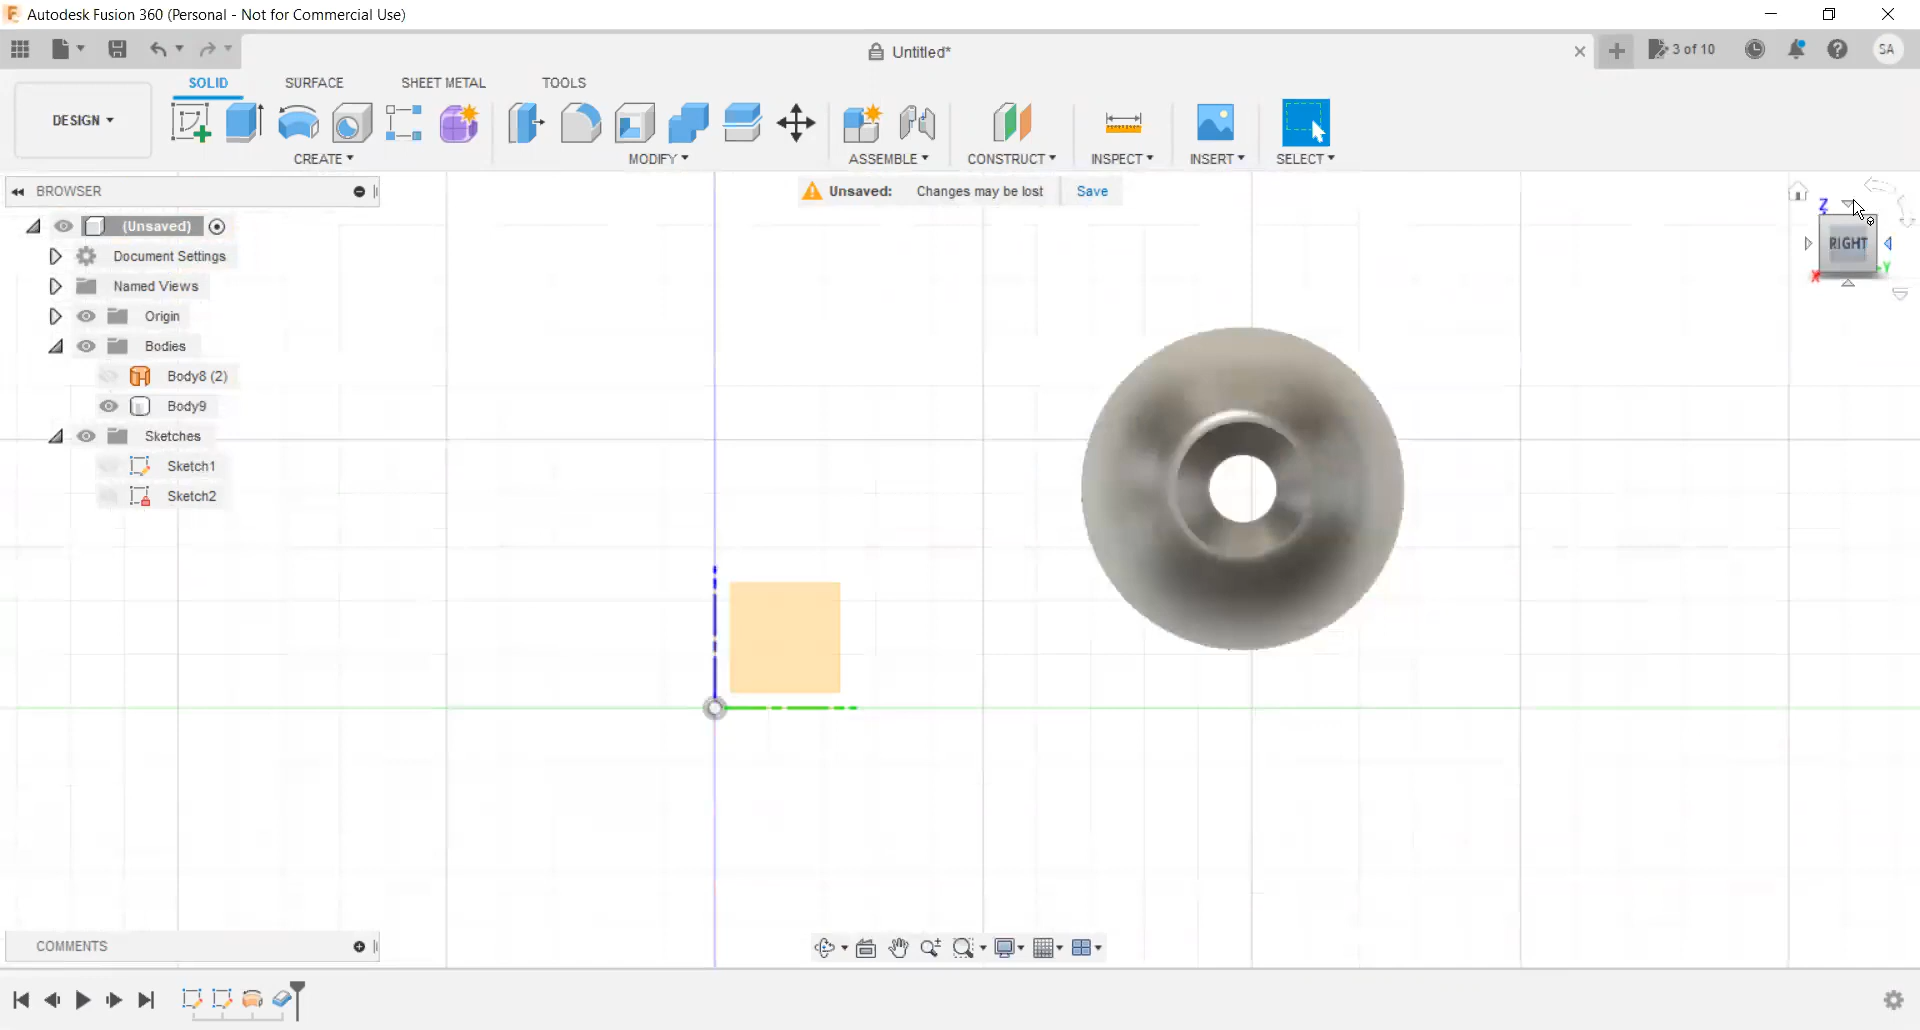 Autodesk Fusion 360 (Personal - Not for Commercial Use)
Untitled*
3 of 10
SA
DESIGN
SOLID
SURFACE
SHEET METAL
TOOLS
CREATE
MODIFY
ASSEMBLE
CONSTRUCT
INSPECT
INSERT
SELECT
BROWSER
Unsaved: Changes may be lost
Save
(Unsaved)
Document Settings
Named Views
Origin
Bodies
Body8 (2)
Body9
Sketches
Sketch1
Sketch2
Z
RIGHT
X
Y
COMMENTS